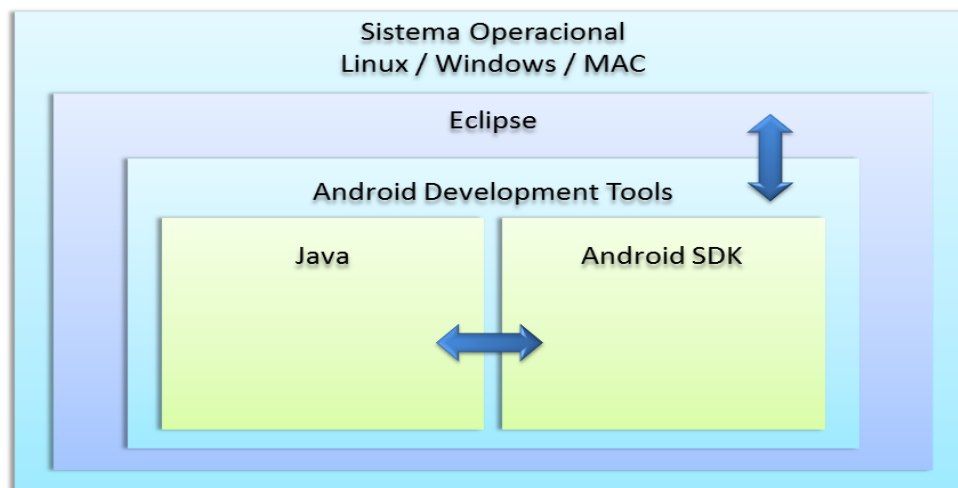 Sistema Operacional
Linux / Windows / MAC
Eclipse
Android Development Tools
Java
Android SDK